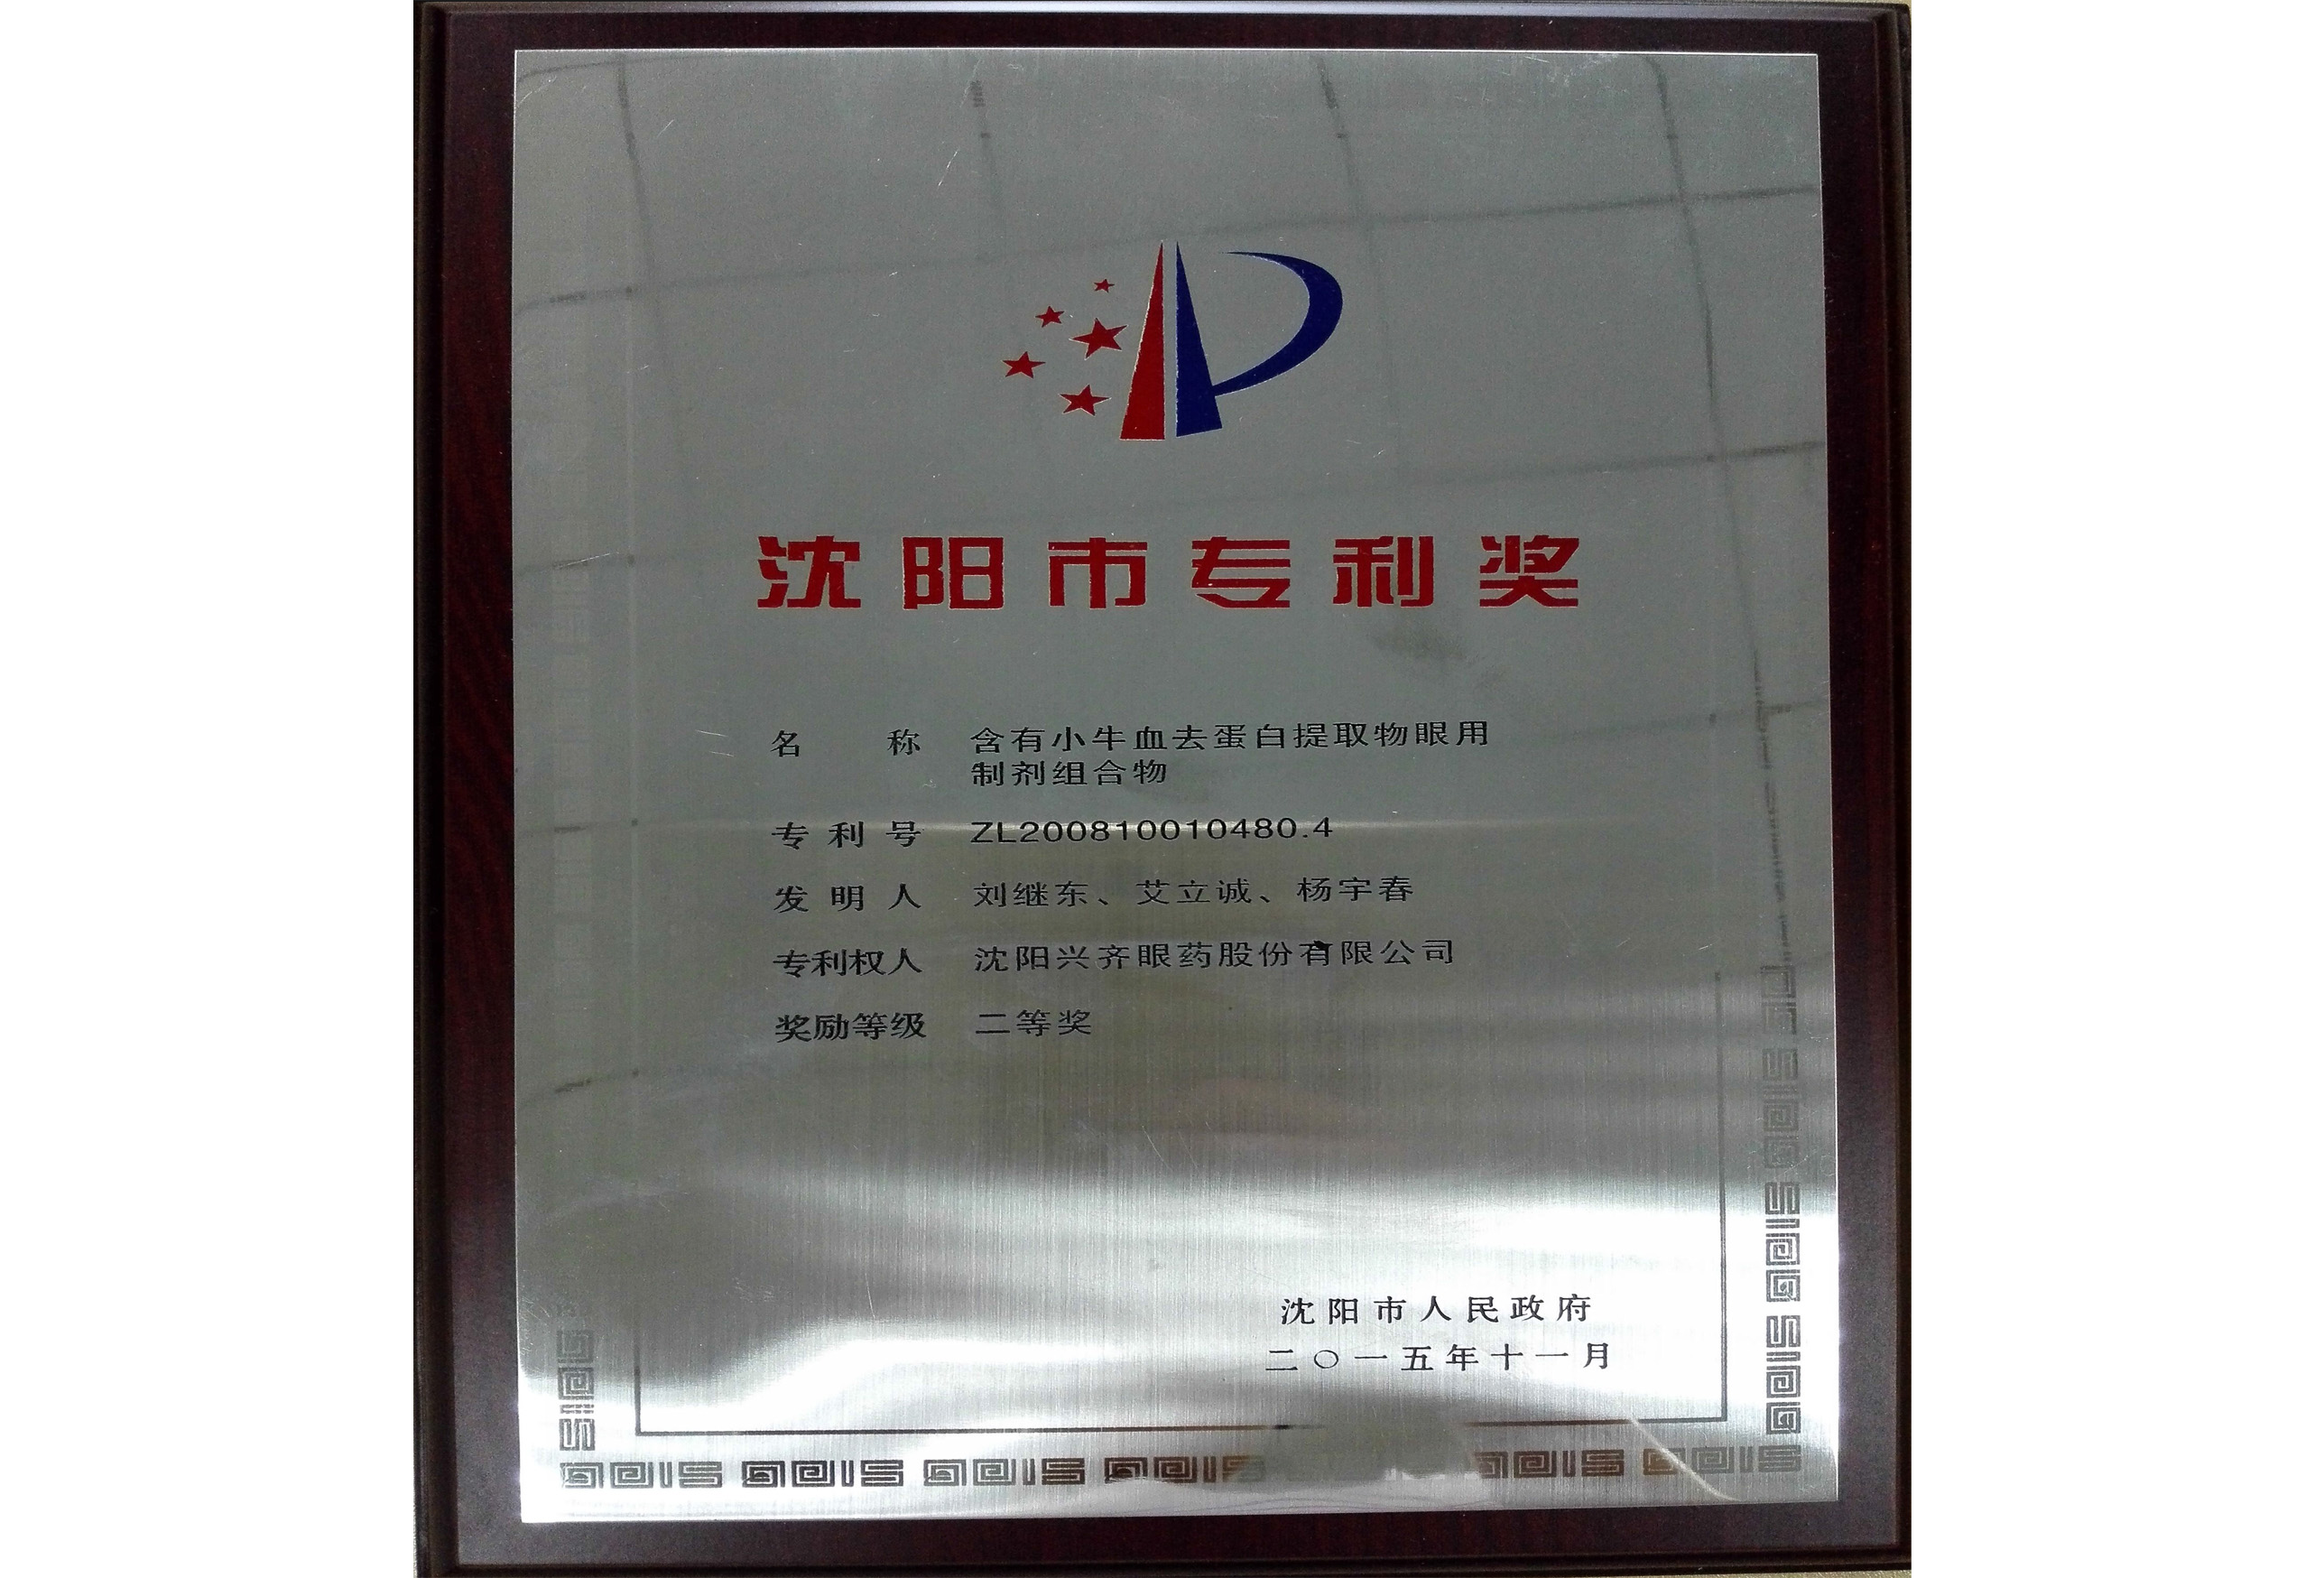 沈阳市专利奖
名称 含有小牛血去蛋白提取物眼用
制剂组合物
专利号 ZL200810010480.4
发明人 刘继东、艾立诚、杨宇春
专利权人 沈阳兴齐眼药股份有限公司
奖励等级 二等奖
沈阳市人民政府
二〇一五年十一月